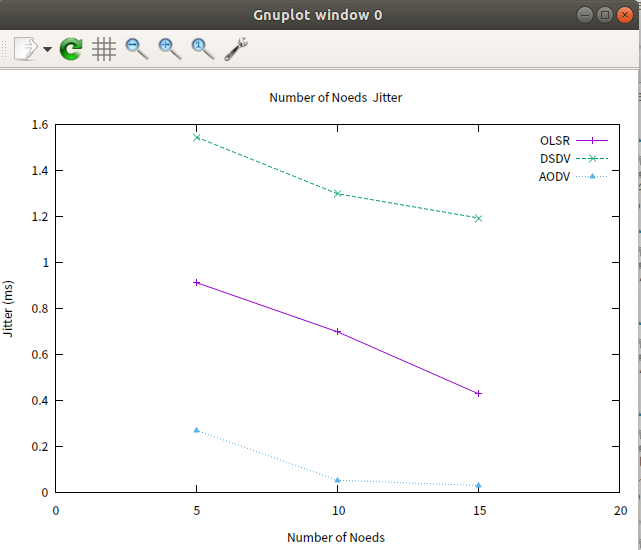 Gnuplot window 0
1
Number of Noeds Jitter
OLSR
DSDV
AODV
1.6
1.4
1.2
1
0.8
0.6
0.4
0.2
0
Jitter (ms)
0 5 10 15 20
Number of Noeds